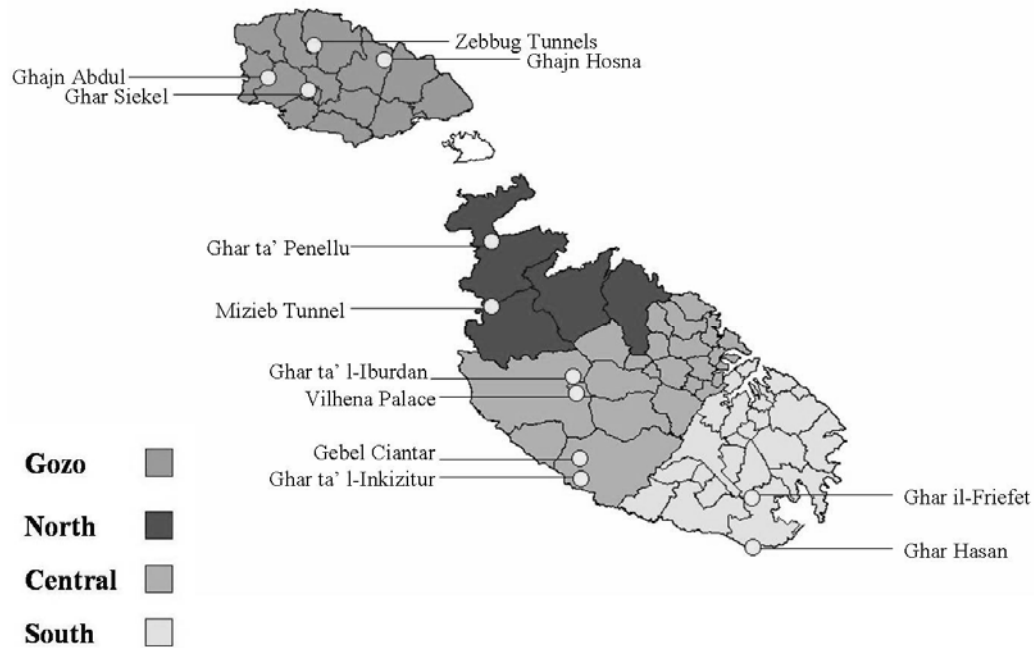 Zebbug Tunnels
Ghajn Hosna
Ghajn Abdul
Ghar Siekel
Ghar ta’ Penellu
Mizieb Tunnel
Ghar ta’ l-Iburdan
Vilhena Palace
Gebel Ciantar
Ghar ta’ l-Inkizitur
Ghar il-Friefet
Ghar Hasan
Gozo
North
Central
South